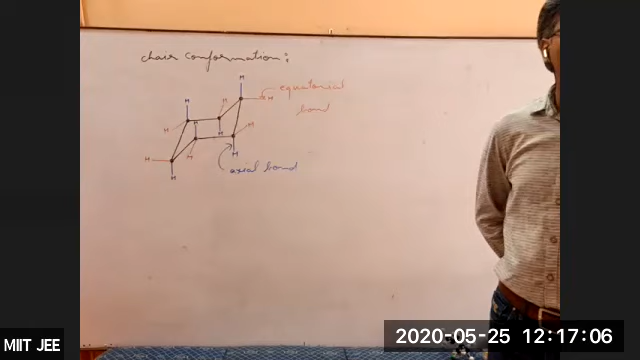 chair conformation:
H
equatorial
H
H
H
bond
H
H
H
H
H
H
H
H
axial bond
H
MIIT JEE
2020-05-25 12:17:06